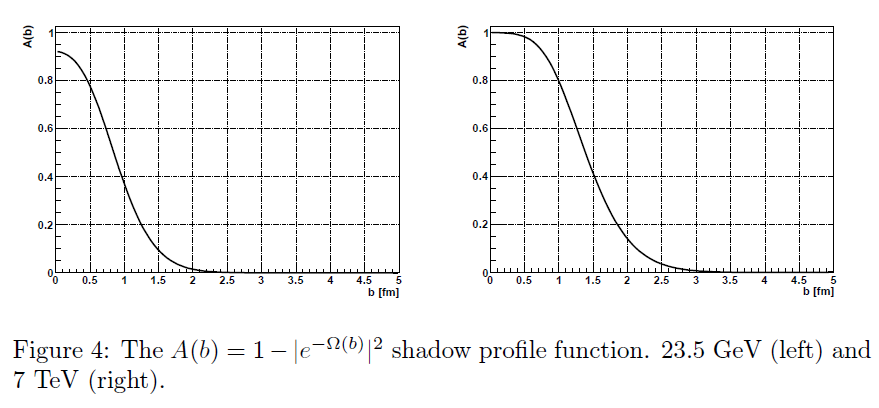 A(b)
1
0.8
0.6
0.4
0.2
0
0 0.5 1 1.5 2 2.5 3 3.5 4 4.5 5
b [fm]
A(b)
1
0.8
0.6
0.4
0.2
0
0 0.5 1 1.5 2 2.5 3 3.5 4 4.5 5
b [fm]
Figure 4: The A(b) = 1 − |e^{−Ω(b)}|² shadow profile function. 23.5 GeV (left) and
7 TeV (right).